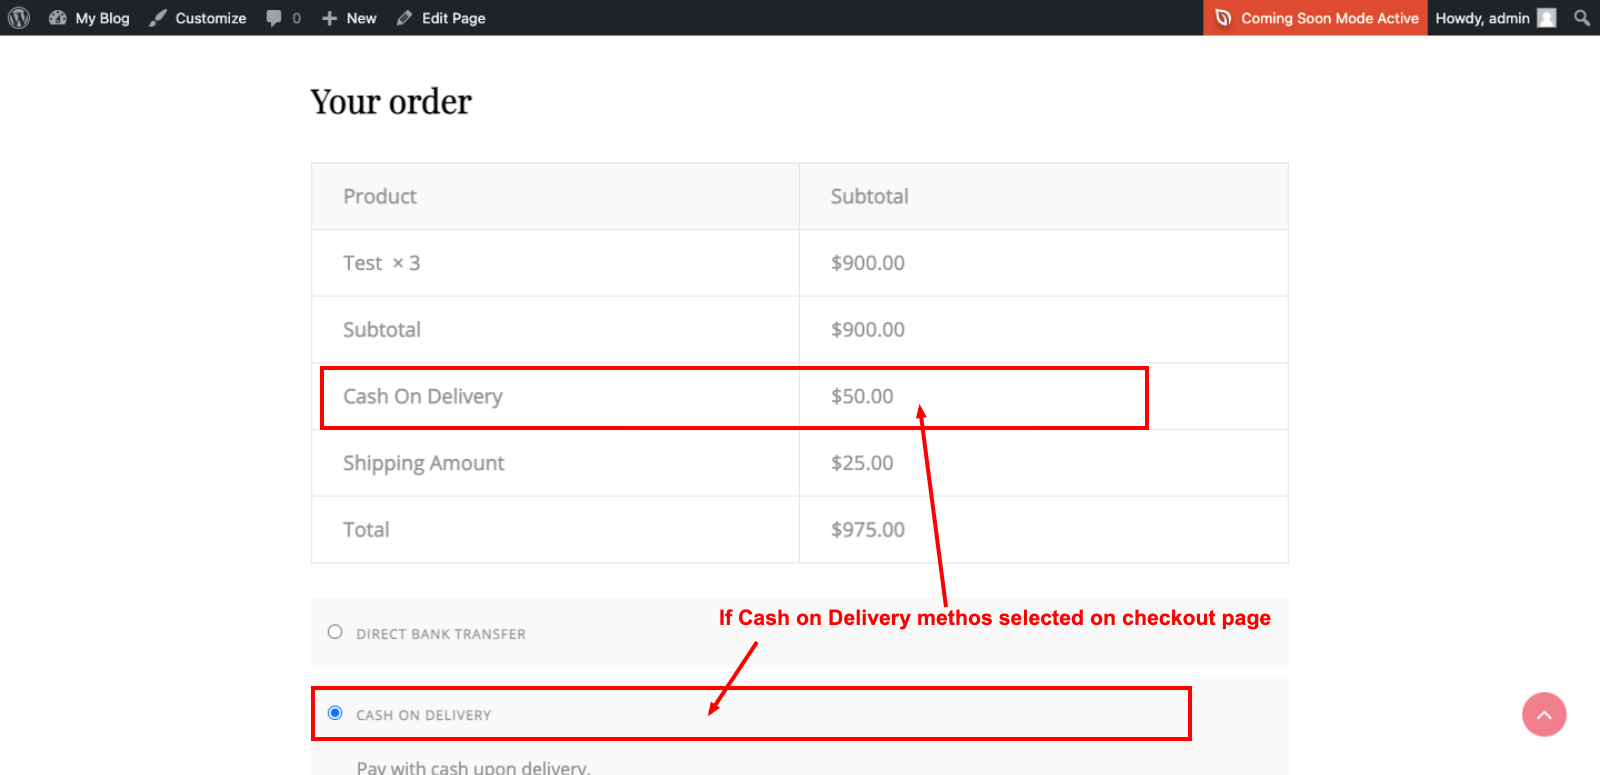 My Blog Customize 0 New Edit Page Coming Soon Mode Active Howdy, admin
Your order
Product Subtotal
Test × 3 $900.00
Subtotal $900.00
Cash On Delivery $50.00
Shipping Amount $25.00
Total $975.00
If Cash on Delivery methos selected on checkout page
DIRECT BANK TRANSFER
CASH ON DELIVERY
Pay with cash upon delivery.